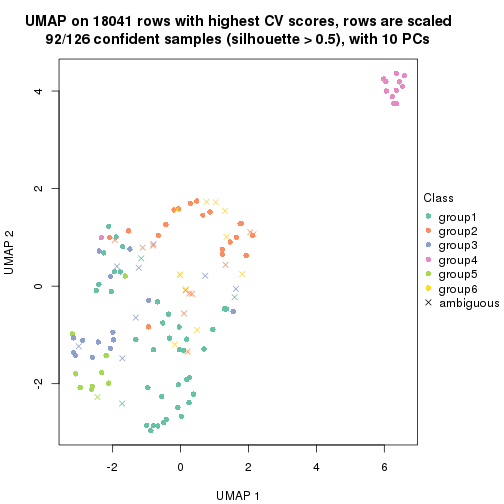 UMAP on 18041 rows with highest CV scores, rows are scaled
92/126 confident samples (silhouette > 0.5), with 10 PCs
4
2
0
-2
UMAP 2
-2
0
2
4
6
UMAP 1
Class
group1
group2
group3
group4
group5
group6
ambiguous